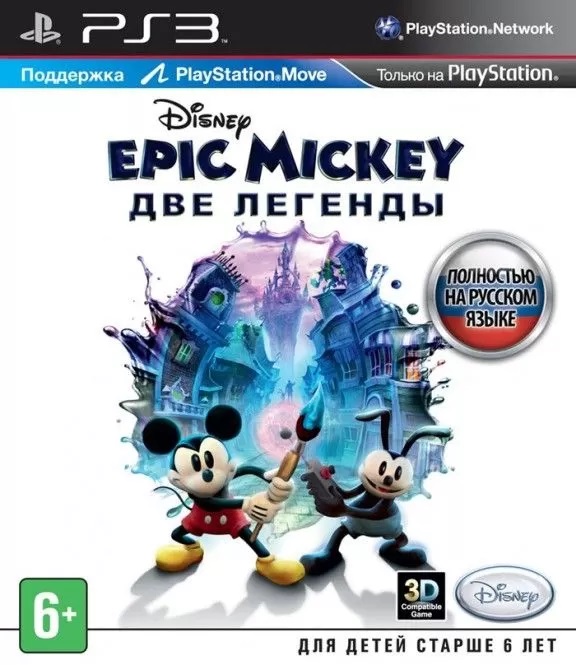 PS3
PlayStation®Network
Поддержка PlayStation®Move
Только на PlayStation®
Disney
EPIC MICKEY
ДВЕ ЛЕГЕНДЫ
ПОЛНОСТЬЮ
НА РУССКОМ
ЯЗЫКЕ
6+
3D
Compatible
Game
Disney
ДЛЯ ДЕТЕЙ СТАРШЕ 6 ЛЕТ